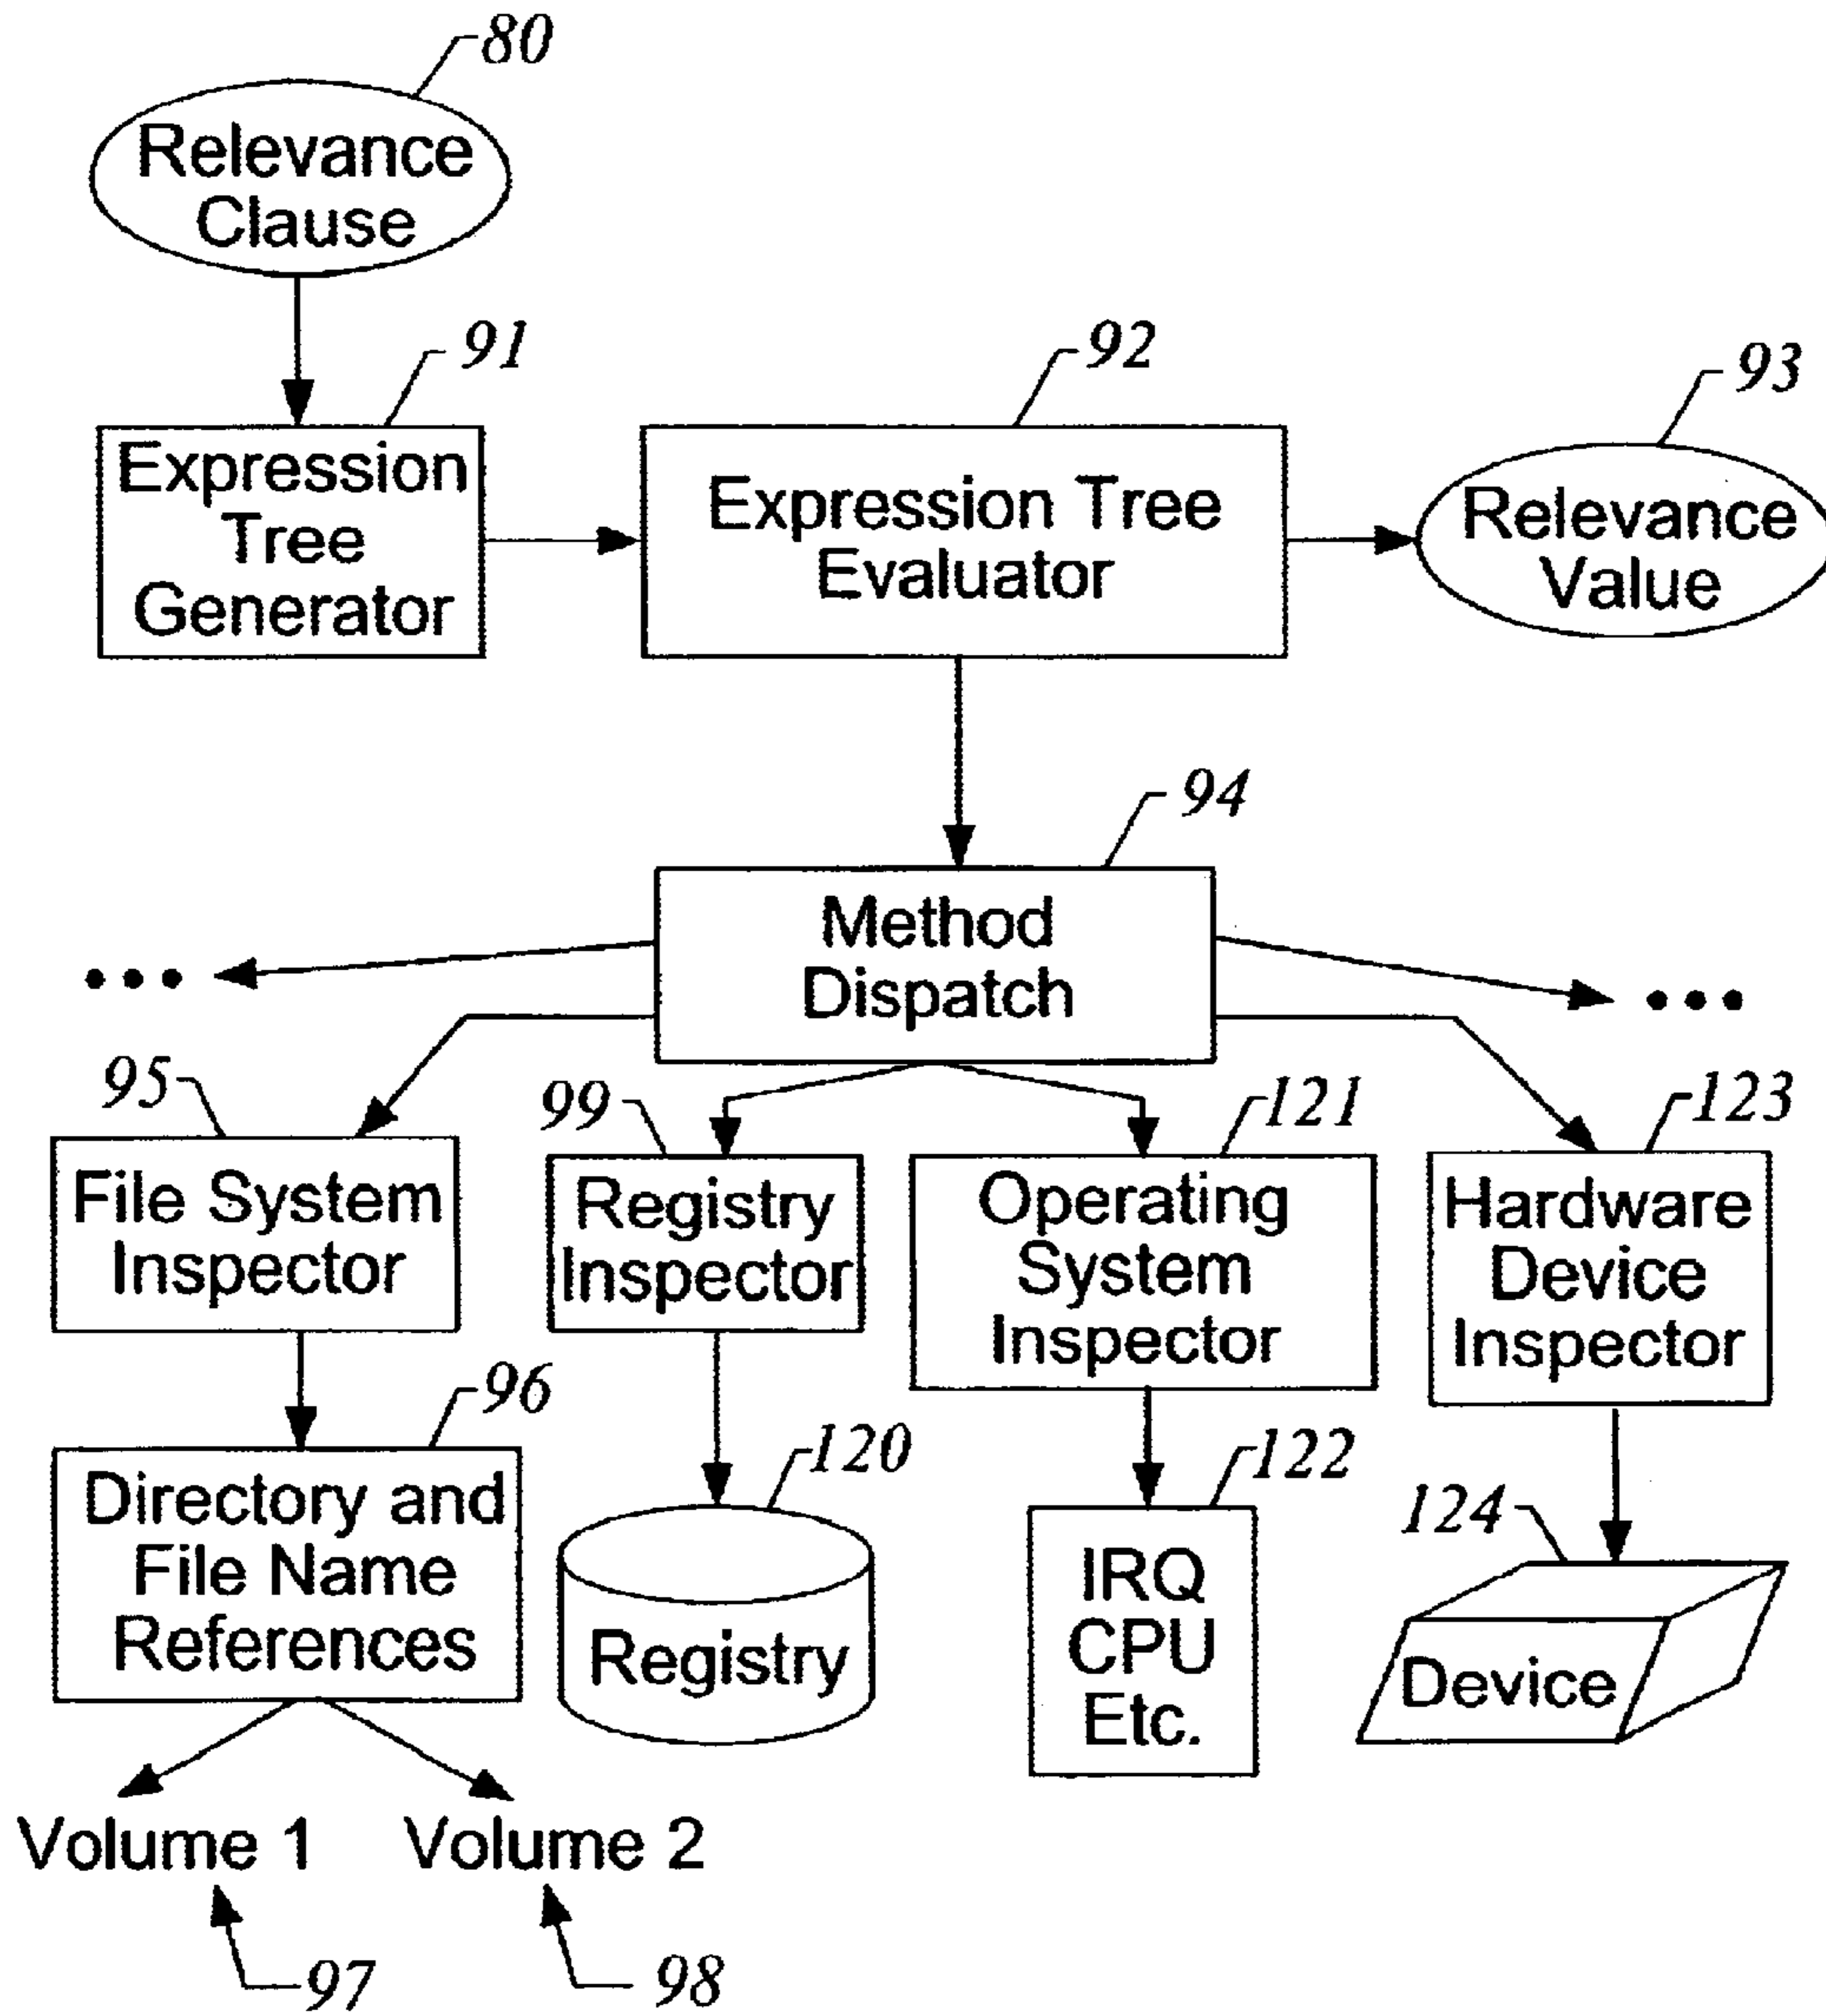 80
Relevance
Clause
91
92
93
Expression
Tree
Generator
Expression Tree
Evaluator
Relevance
Value
94
Method
Dispatch
95
99
121
123
File System
Inspector
Registry
Inspector
Operating
System
Inspector
Hardware
Device
Inspector
96
120
122
124
Directory and
File Name
References
Registry
IRQ
CPU
Etc.
Device
Volume 1
Volume 2
97
98